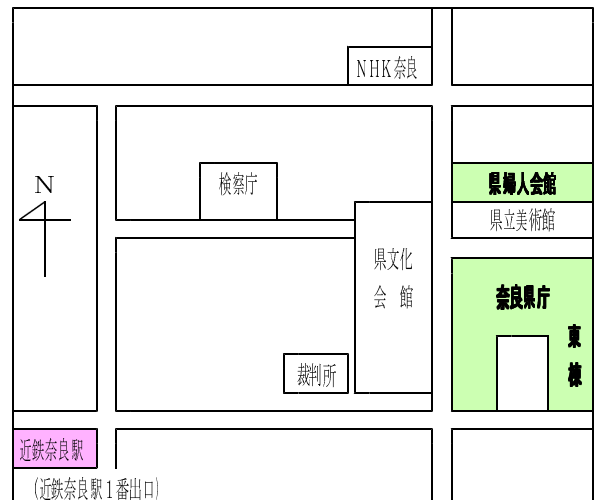 NHK奈良
N
検察庁
県婦人会館
県立美術館
県文化
会 館
奈良県庁
東
棟
裁判所
近鉄奈良駅
(近鉄奈良駅1番出口)